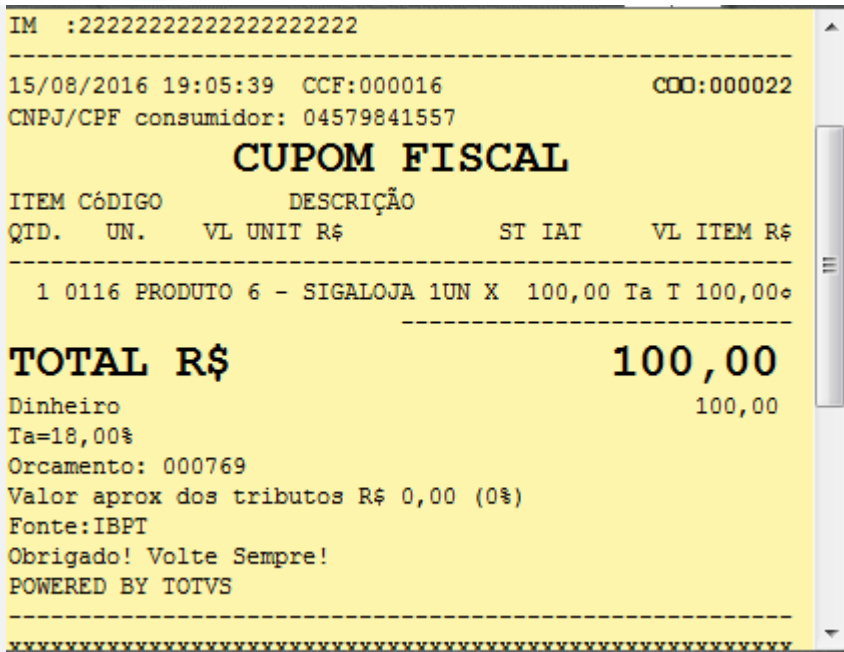 IM :22222222222222222222
--------------------------------------------------------
15/08/2016 19:05:39 CCF:000016 COO:000022
CNPJ/CPF consumidor: 04579841557
CUPOM FISCAL
ITEM CóDIGO DESCRIÇÃO
QTD. UN. VL UNIT R$ ST IAT VL ITEM R$
--------------------------------------------------------
1 0116 PRODUTO 6 - SIGALOJA 1UN X 100,00 Ta T 100,00¢
----------------------------
TOTAL R$ 100,00
Dinheiro 100,00
Ta=18,00%
Orcamento: 000769
Valor aprox dos tributos R$ 0,00 (0%)
Fonte:IBPT
Obrigado! Volte Sempre!
POWERED BY TOTVS
--------------------------------------------------------
xxxxxxxxxxxxxxxxxxxxxxxxxxxxxxxxxxxxxxxxxxxxxxxxxxxxxxxx